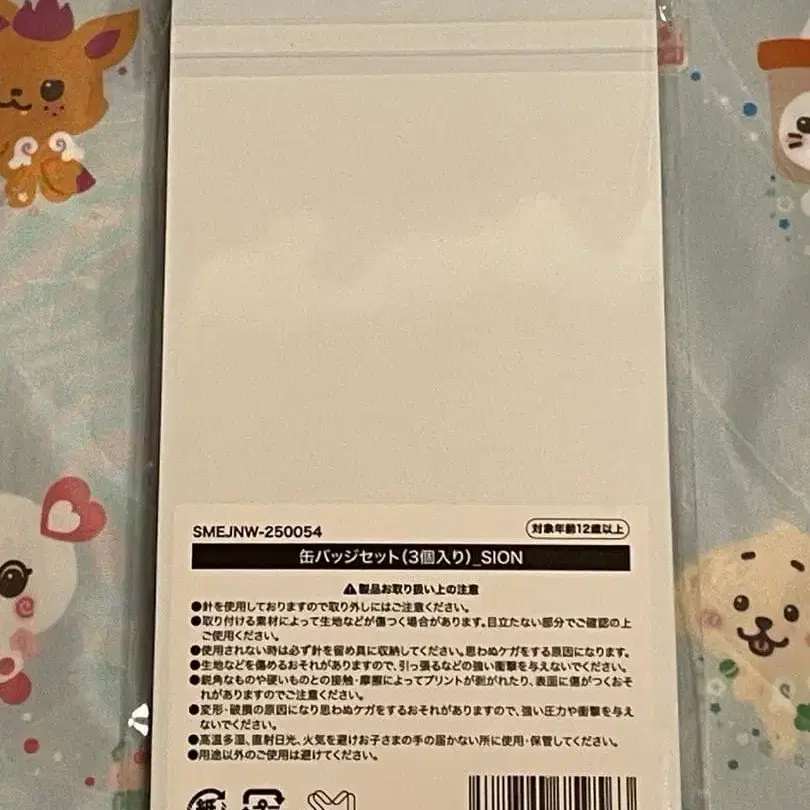 SMEJNW-250054
対象年齢12歳以上
缶バッジセット(3個入り)_SION
⚠製品お取り扱い上の注意
●針を使用しておりますので取り外しにはご注意ください。
●取り付ける素材によって生地などが傷つく場合があります。目立たない部分でご確認の上
ご使用ください。
●使用されない時は必ず針を留め具に収納してください。思わぬケガをする原因になります。
●生地などを傷めるおそれがありますので、引っ張るなどの強い衝撃を与えないでください。
●鋭角なものや硬いものとの接触・摩擦によってプリントが剥がれたり、表面に傷がつくおそ
れがありますのでご注意ください。
●変形・破損の原因になり思わぬケガをするおそれがありますので、強い圧力や衝撃を与え
ないでください。
●高温多湿、直射日光、火気を避けお子さまの手の届かない所に使用・保管してください。
●用途以外のご使用は避けてください。
紙